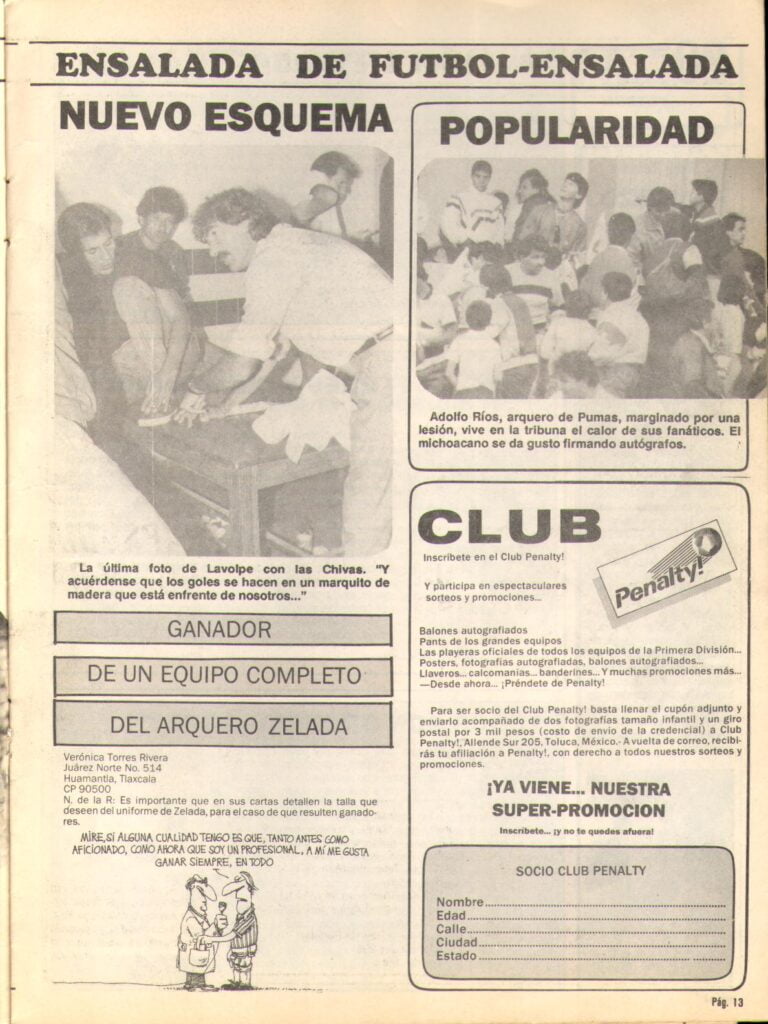 ENSALADA DE FUTBOL-ENSALADA
NUEVO ESQUEMA
La última foto de Lavolpe con las Chivas. "Y
acuérdense que los goles se hacen en un marquito de
madera que está enfrente de nosotros..."
GANADOR
DE UN EQUIPO COMPLETO
DEL ARQUERO ZELADA
Verónica Torres Rivera
Juárez Norte No. 514
Huamantla, Tlaxcala
CP 90500
N. de la R: Es importante que en sus cartas detallen la talla que
deseen del uniforme de Zelada, para el caso de que resulten ganado-
res.
MIRE, SI ALGUNA CUALIDAD TENGO ES QUE, TANTO ANTES COMO
AFICIONADO, COMO AHORA QUE SOY UN PROFESIONAL, A MÍ ME GUSTA
GANAR SIEMPRE, EN TODO
POPULARIDAD
Adolfo Ríos, arquero de Pumas, marginado por una
lesión, vive en la tribuna el calor de sus fanáticos. El
michoacano se da gusto firmando autógrafos.
CLUB
Penalty!
Inscríbete en el Club Penalty!
Y participa en espectaculares
sorteos y promociones...
Balones autografiados
Pants de los grandes equipos
Las playeras oficiales de todos los equipos de la Primera División...
Posters, fotografías autografiadas, balones autografiados...
Llaveros... calcomanías... banderines... Y muchas promociones más...
—Desde ahora... ¡Préndete de Penalty!
Para ser socio del Club Penalty! basta llenar el cupón adjunto y
enviarlo acompañado de dos fotografías tamaño infantil y un giro
postal por 3 mil pesos (costo de envío de la credencial) a Club
Penalty!, Allende Sur 205, Toluca, México.- A vuelta de correo, recibi-
rás tu afiliación a Penalty!, con derecho a todos nuestros sorteos y
promociones.
¡YA VIENE... NUESTRA
SUPER-PROMOCION
Inscríbete... ¡y no te quedes afuera!
SOCIO CLUB PENALTY
Nombre
Edad
Calle
Ciudad
Estado
Pág. 13